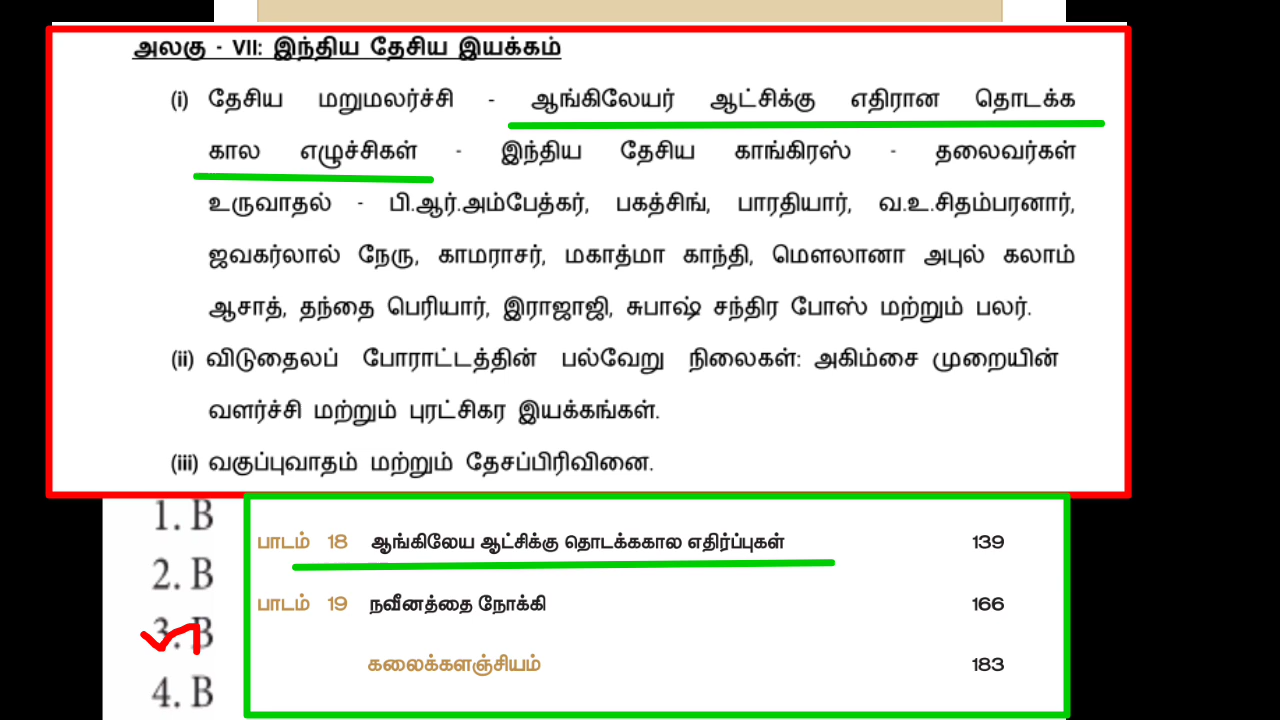 அலகு - VII: இந்திய தேசிய இயக்கம்
(i) தேசிய மறுமலர்ச்சி - ஆங்கிலேயர் ஆட்சிக்கு எதிரான தொடக்க
கால எழுச்சிகள் - இந்திய தேசிய காங்கிரஸ் - தலைவர்கள்
உருவாதல் - பி.ஆர்.அம்பேத்கர், பகத்சிங், பாரதியார், வ.உ.சிதம்பரனார்,
ஜவகர்லால் நேரு, காமராசர், மகாத்மா காந்தி, மௌலானா அபுல் கலாம்
ஆசாத், தந்தை பெரியார், இராஜாஜி, சுபாஷ் சந்திர போஸ் மற்றும் பலர்.
(ii) விடுதைலப் போராட்டத்தின் பல்வேறு நிலைகள்: அகிம்சை முறையின்
வளர்ச்சி மற்றும் புரட்சிகர இயக்கங்கள்.
(iii) வகுப்புவாதம் மற்றும் தேசப்பிரிவினை.
1. B
2. B
3. B
4. B
பாடம் 18 ஆங்கிலேய ஆட்சிக்கு தொடக்ககால எதிர்ப்புகள் 139
பாடம் 19 நவீனத்தை நோக்கி 166
கலைக்களஞ்சியம் 183